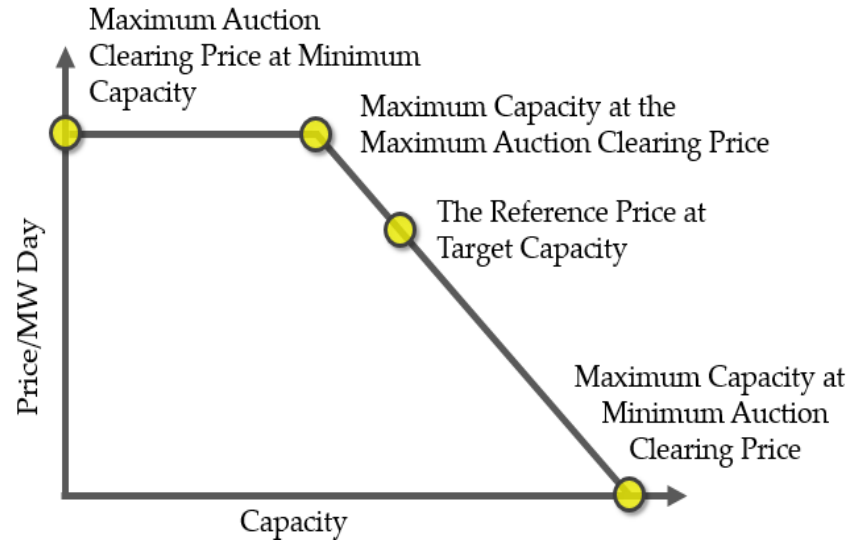 Maximum Auction
Clearing Price at Minimum
Capacity
Maximum Capacity at the
Maximum Auction Clearing Price
The Reference Price at
Target Capacity
Price/MW Day
Maximum Capacity at
Minimum Auction
Clearing Price
Capacity